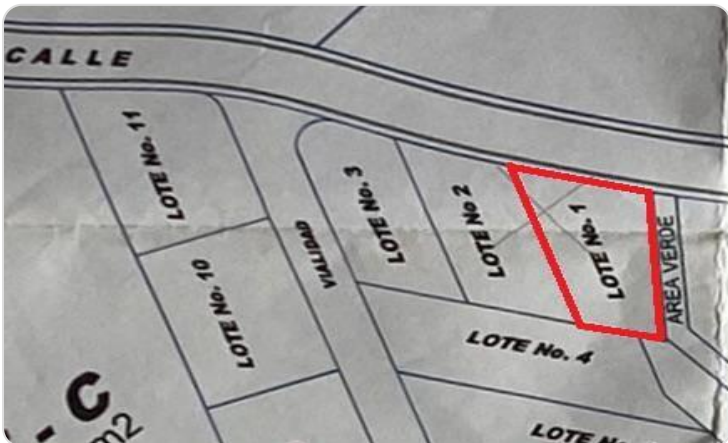 CALLE
LOTE No. 11
LOTE No. 3
LOTE No 2
LOTE No. 1
AREA VERDE
VIALIDAD
LOTE No. 10
LOTE No. 4
- C
m2
LOTE